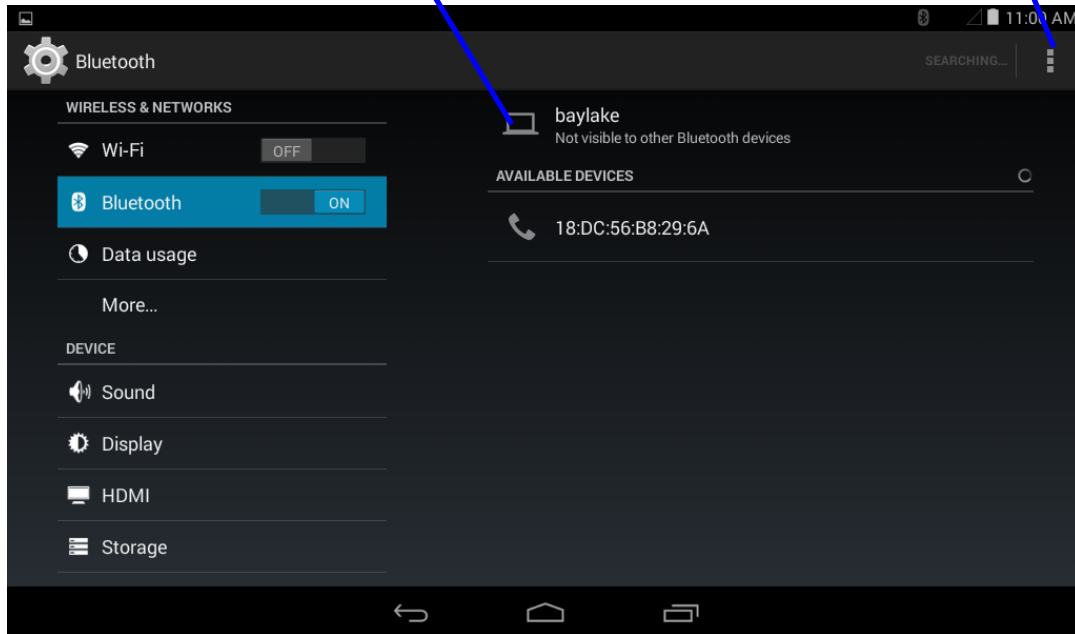 11:00 AM
Bluetooth
SEARCHING...
WIRELESS & NETWORKS
Wi-Fi OFF
Bluetooth ON
Data usage
More...
DEVICE
Sound
Display
HDMI
Storage
baylake
Not visible to other Bluetooth devices
AVAILABLE DEVICES
18:DC:56:B8:29:6A